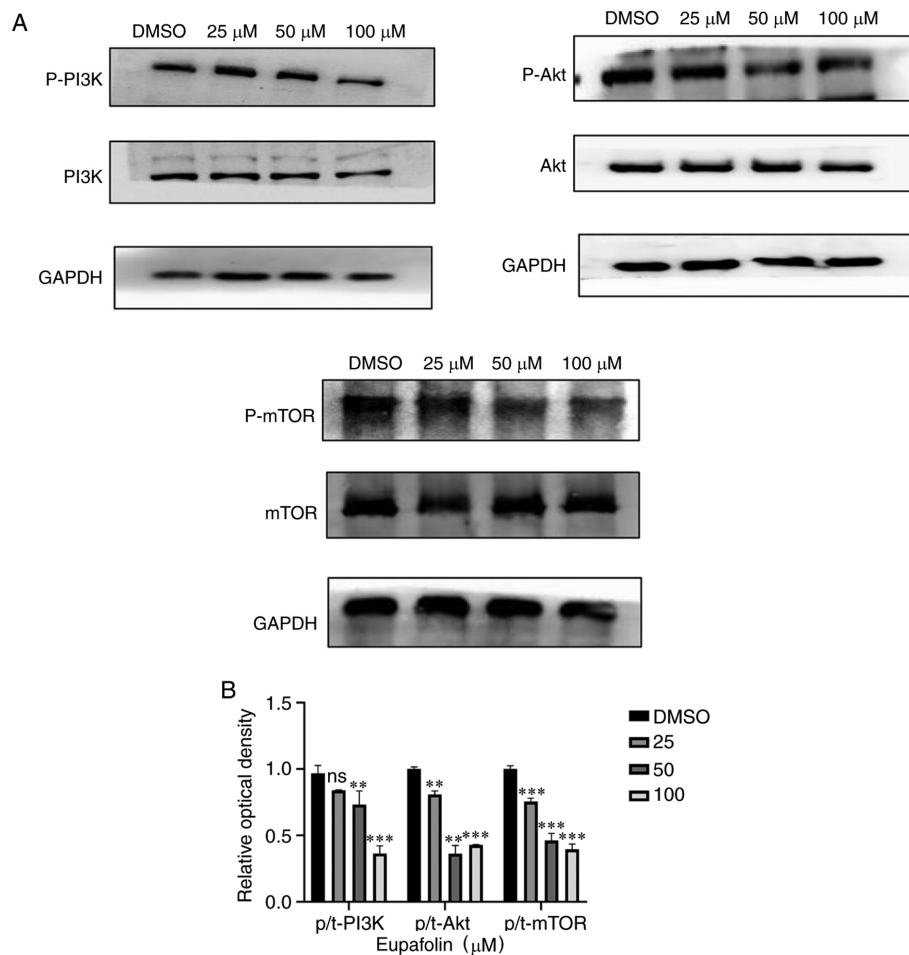 A
DMSO 25 μM 50 μM 100 μM
P-PI3K
PI3K
GAPDH
P-Akt
Akt
GAPDH
DMSO 25 μM 50 μM 100 μM
DMSO 25 μM 50 μM 100 μM
P-mTOR
mTOR
GAPDH
B
Relative optical density
1.5
1.0
0.5
0.0
ns ** ***
** ** ***
*** *** ***
p/t-PI3K p/t-Akt p/t-mTOR
Eupafolin (μM)
DMSO
25
50
100